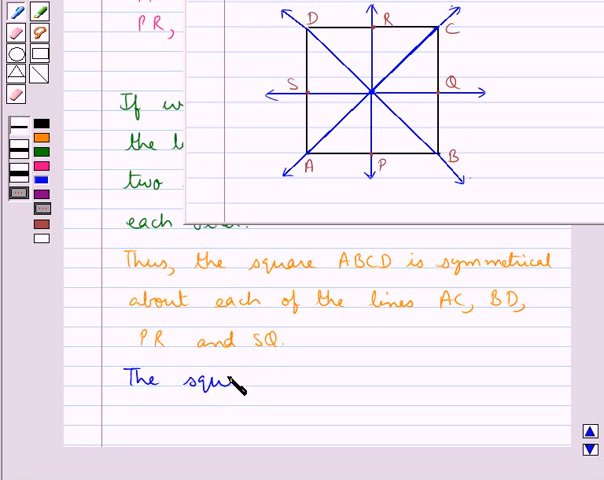 PR,
D R C
S Q
A P B
If w
the l
two
each
Thus, the square ABCD is symmetrical
about each of the lines AC, BD,
PR and SQ.
The squ